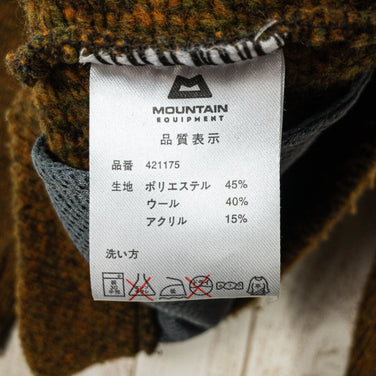 MOUNTAIN
EQUIPMENT
品質表示
品番 421175
生地 ポリエステル 45%
ウール 40%
アクリル 15%
洗い方